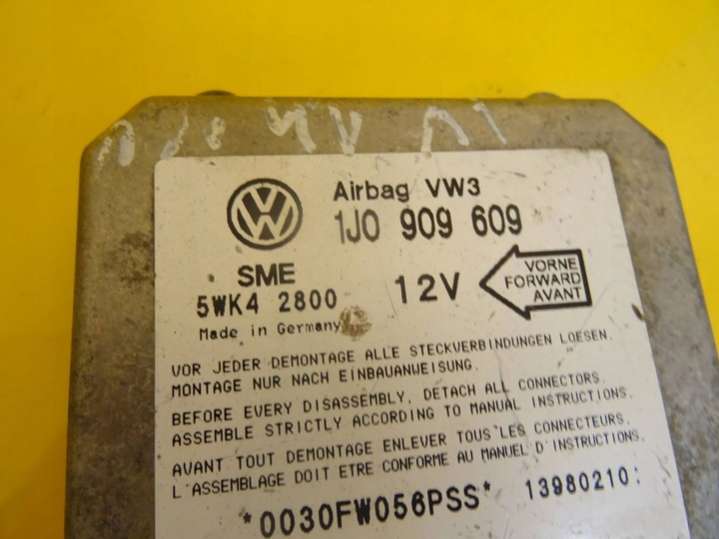 Airbag VW3
1J0 909 609
SME
5WK4 2800
12V
VORNE
FORWARD
AVANT
Made in Germany
VOR JEDER DEMONTAGE ALLE STECKVERBINDUNGEN LOESEN.
MONTAGE NUR NACH EINBAUANWEISUNG.
BEFORE EVERY DISASSEMBLY, DETACH ALL CONNECTORS.
ASSEMBLE STRICTLY ACCORDING TO MANUAL INSTRUCTIONS.
AVANT TOUT DEMONTAGE ENLEVER TOUS LES CONNECTEURS.
L'ASSEMBLAGE DOIT ETRE CONFORME AU MANUEL D'INSTRUCTIONS.
*0030FW056PSS* 13980210: